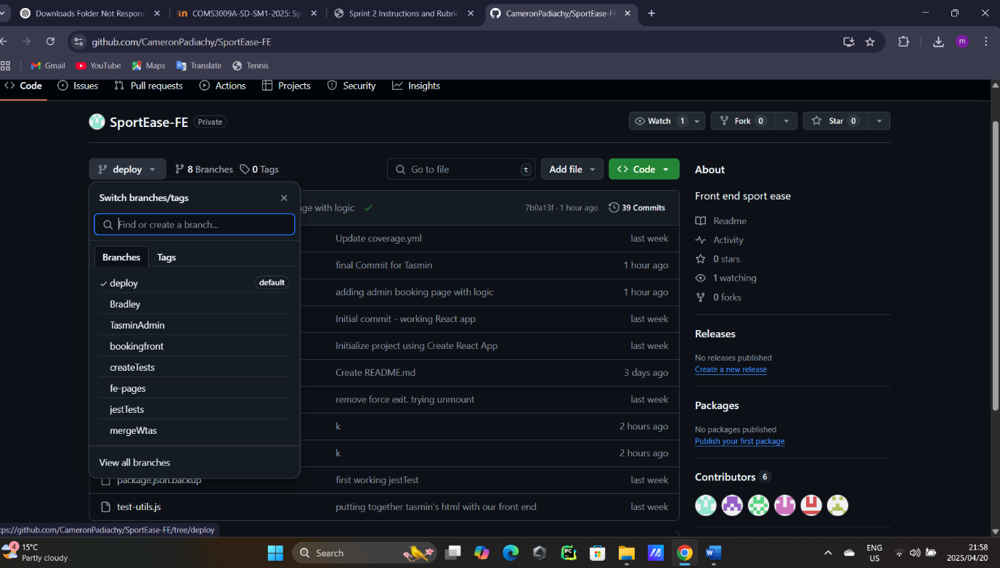 Downloads Folder Not Respon
COMS3009A-SD-SM1-2025: Sp
Sprint 2 Instructions and Rubric
CameronPadiachy/SportEase-FE
github.com/CameronPadiachy/SportEase-FE
m
Gmail
YouTube
Maps
Translate
Tennis
Code
Issues
Pull requests
Actions
Projects
Security
Insights
SportEase-FE
Private
Watch 1
Fork 0
Star 0
deploy
8 Branches
0 Tags
Go to file
t
Add file
Code
About
Switch branches/tags
Front end sport ease
age with logic
7b0a13f · 1 hour ago
39 Commits
Find or create a branch...
Readme
Update coverage.yml
last week
Activity
Branches
Tags
0 stars
final Commit for Tasmin
1 hour ago
1 watching
deploy
default
adding admin booking page with logic
1 hour ago
0 forks
Bradley
Initial commit - working React app
last week
TasminAdmin
Releases
bookingfront
Initialize project using Create React App
last week
No releases published
createTests
Create README.md
3 days ago
Create a new release
fe-pages
remove force exit. trying unmount
last week
Packages
jestTests
k
2 hours ago
No packages published
mergeWtas
Publish your first package
k
2 hours ago
View all branches
package.json.backup
first working jestTest
last week
Contributors 6
test-utils.js
putting together tasmin's html with our front end
last week
tps://github.com/CameronPadiachy/SportEase-FE/tree/deploy
4
15°C
Partly cloudy
Search
PC
ENG
US
21:58
2025/04/20